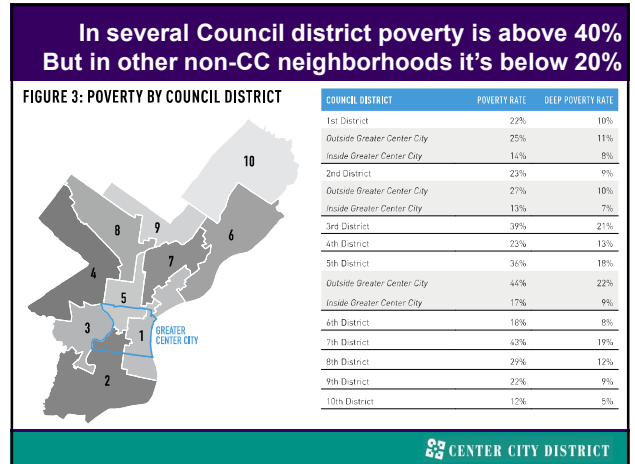 In several Council district poverty is above 40%
But in other non-CC neighborhoods it's below 20%
FIGURE 3: POVERTY BY COUNCIL DISTRICT
10
9
8
6
7
4
5
3
1
GREATER
CENTER CITY
2
COUNCIL DISTRICT POVERTY RATE DEEP POVERTY RATE
1st District 22% 10%
Outside Greater Center City 25% 11%
Inside Greater Center City 14% 8%
2nd District 23% 9%
Outside Greater Center City 27% 10%
Inside Greater Center City 13% 7%
3rd District 39% 21%
4th District 23% 13%
5th District 36% 18%
Outside Greater Center City 44% 22%
Inside Greater Center City 17% 9%
6th District 18% 8%
7th District 43% 19%
8th District 29% 12%
9th District 22% 9%
10th District 12% 5%
CENTER CITY DISTRICT